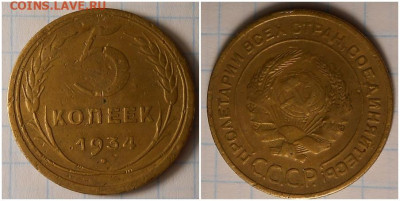 COINS.LAVE.RU
5
КОПЕЕК
1934
ПРОЛЕТАРИИ ВСЕХ СТРАН, СОЕДИНЯЙТЕСЬ!
СССР